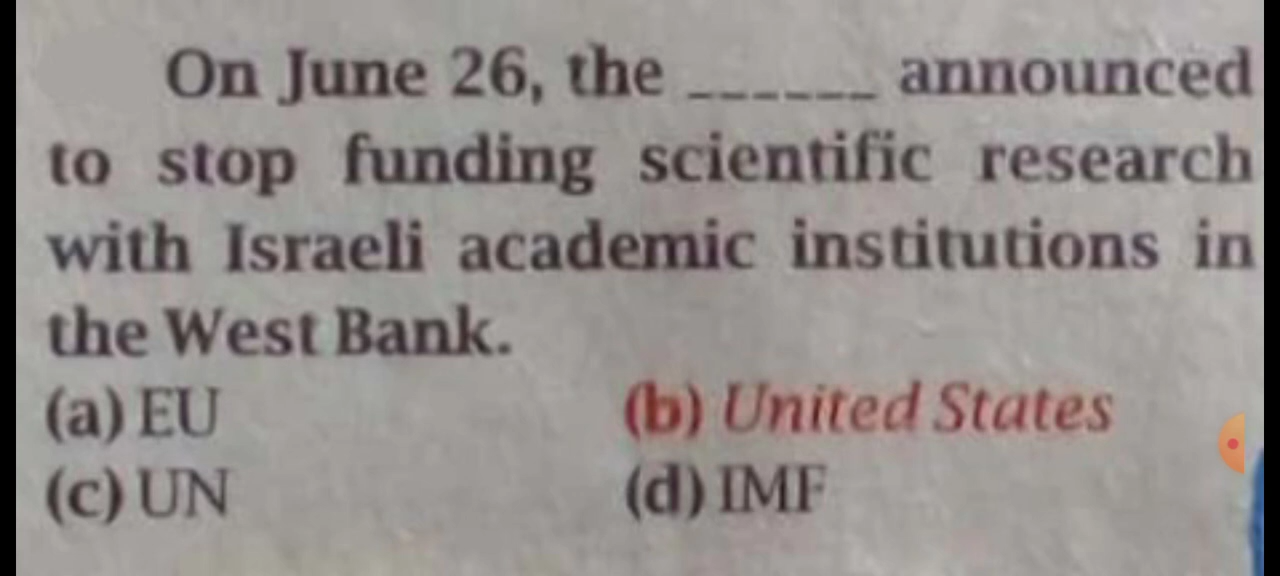 On June 26, the ______ announced
to stop funding scientific research
with Israeli academic institutions in
the West Bank.
(a) EU (b) United States
(c) UN (d) IMF